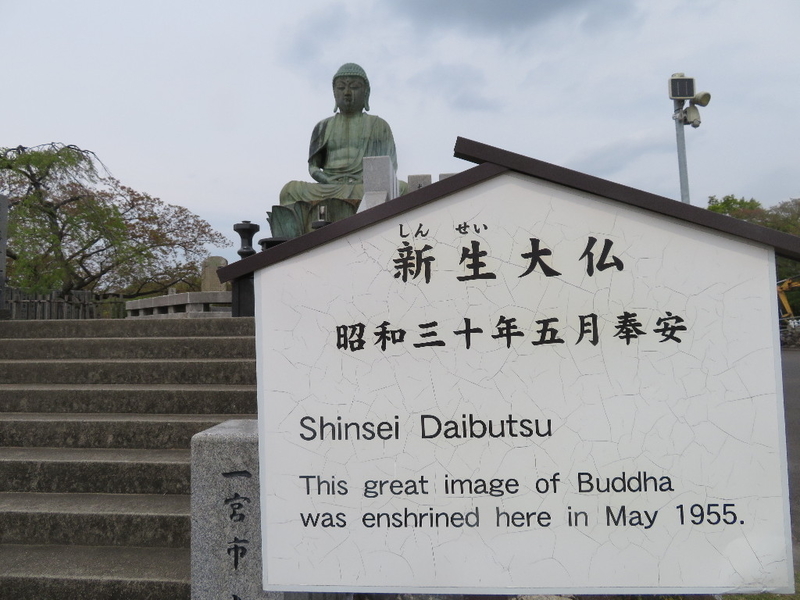 しん せい
新生大仏
昭和三十年五月奉安
Shinsei Daibutsu
This great image of Buddha
was enshrined here in May 1955.
一宮市